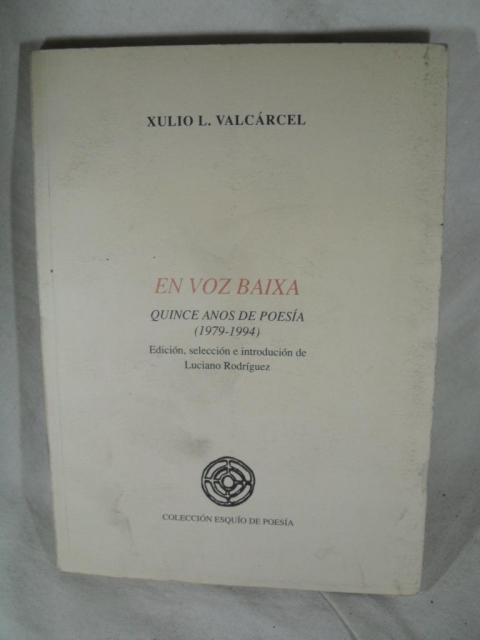 XULIO L. VALCÁRCEL
EN VOZ BAIXA
QUINCE ANOS DE POESÍA
(1979-1994)
Edición, selección e introdución de
Luciano Rodríguez
COLECCIÓN ESQUÍO DE POESÍA